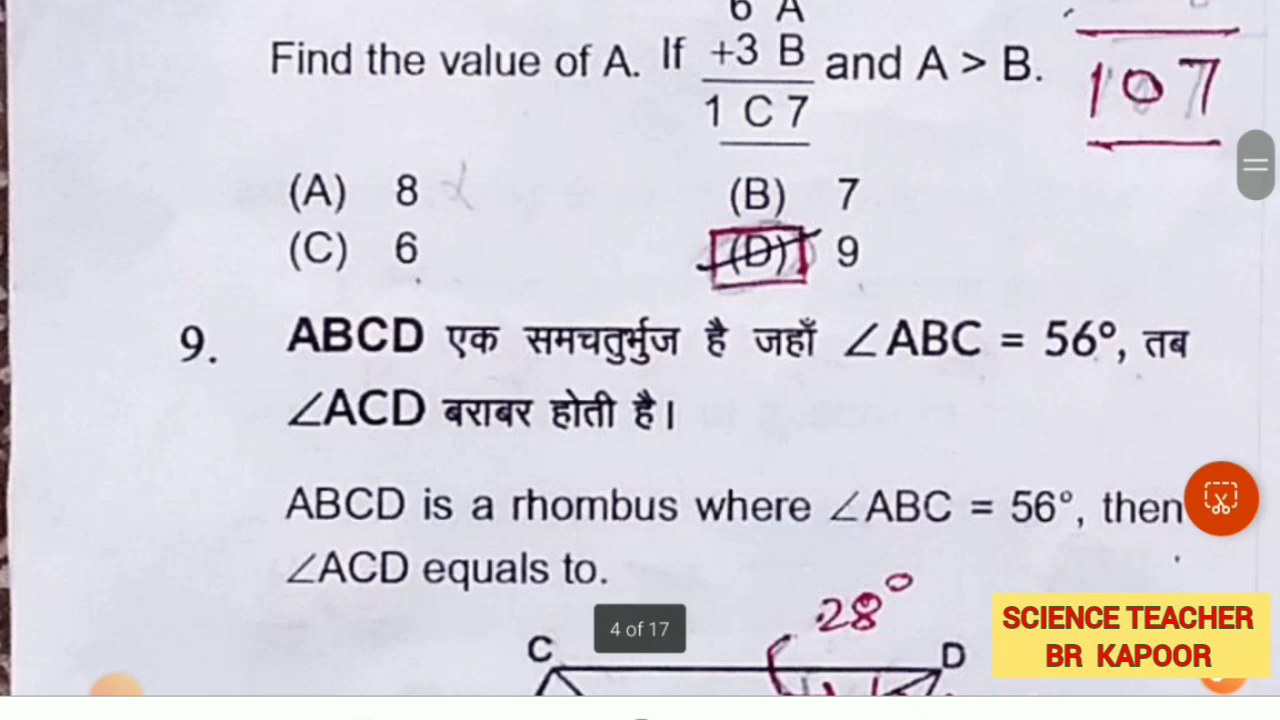 6 A
Find the value of A. If +3 B and A > B.
1 C 7
107
(A) 8 (B) 7
(C) 6 (D) 9
9. ABCD एक समचतुर्भुज है जहाँ ∠ABC = 56°, तब
∠ACD बराबर होती है।
ABCD is a rhombus where ∠ABC = 56°, then
∠ACD equals to.
28°
C D
4 of 17
SCIENCE TEACHER
BR KAPOOR